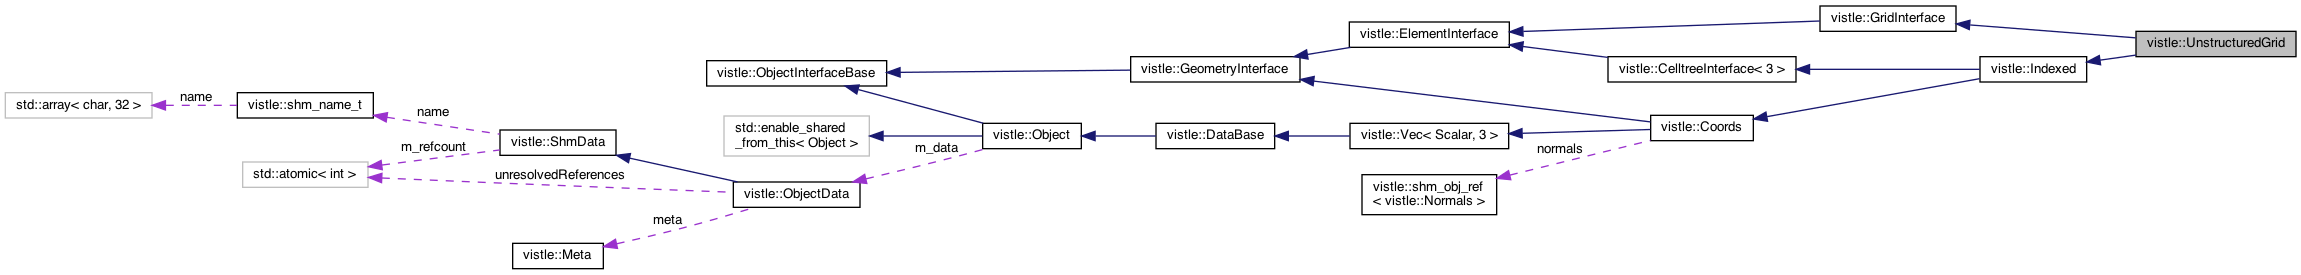 vistle::GridInterface
vistle::ElementInterface
vistle::UnstructuredGrid
vistle::GeometryInterface
vistle::CelltreeInterface< 3 >
vistle::Indexed
vistle::ObjectInterfaceBase
std::array< char, 32 >
name
vistle::shm_name_t
name
std::enable_shared
_from_this< Object >
vistle::Object
vistle::DataBase
vistle::Vec< Scalar, 3 >
vistle::Coords
vistle::ShmData
m_refcount
m_data
normals
std::atomic< int >
unresolvedReferences
vistle::ObjectData
vistle::shm_obj_ref
< vistle::Normals >
meta
vistle::Meta